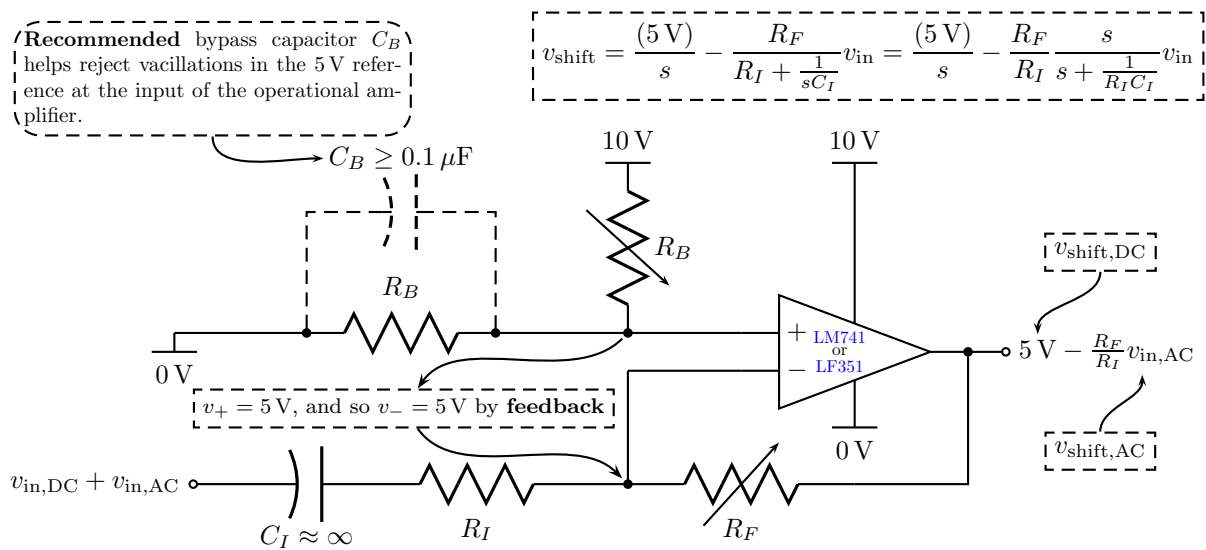 Recommended bypass capacitor C_B
helps reject vacillations in the 5 V refer-
ence at the input of the operational am-
plifier.
v_shift = (5 V)/s − R_F/(R_I + 1/(sC_I)) v_in = (5 V)/s − R_F/R_I s/(s + 1/(R_I C_I)) v_in
C_B ≥ 0.1 μF
10 V
10 V
R_B
R_B
v_shift,DC
0 V
+
−
LM741
or
LF351
5 V − R_F/R_I v_in,AC
v_+ = 5 V, and so v_− = 5 V by feedback
0 V
v_shift,AC
v_in,DC + v_in,AC
C_I ≈ ∞
R_I
R_F